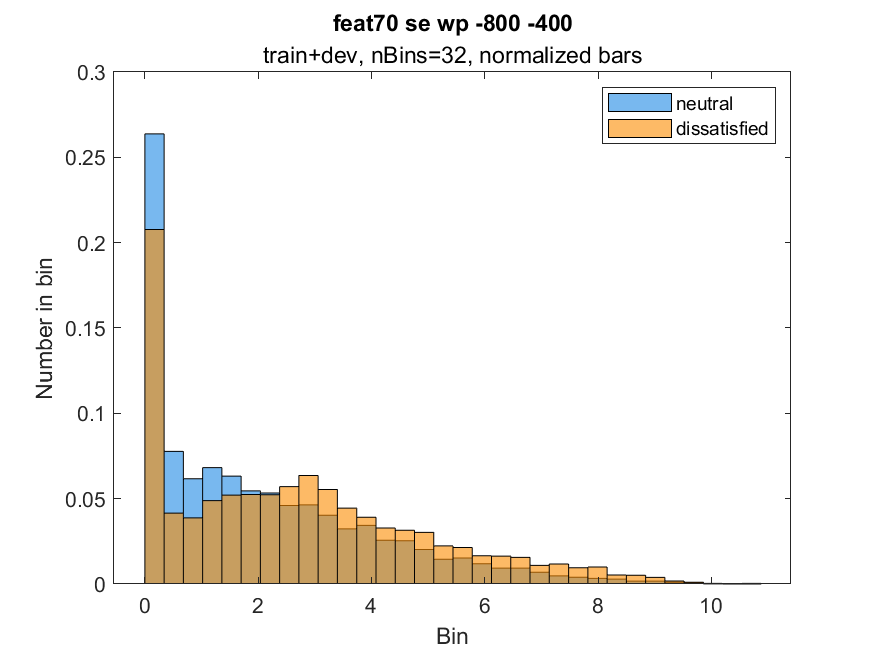 feat70 se wp -800 -400
train+dev, nBins=32, normalized bars
0.3
0.25
0.2
0.15
0.1
0.05
0
Number in bin
neutral
dissatisfied
0 2 4 6 8 10
Bin